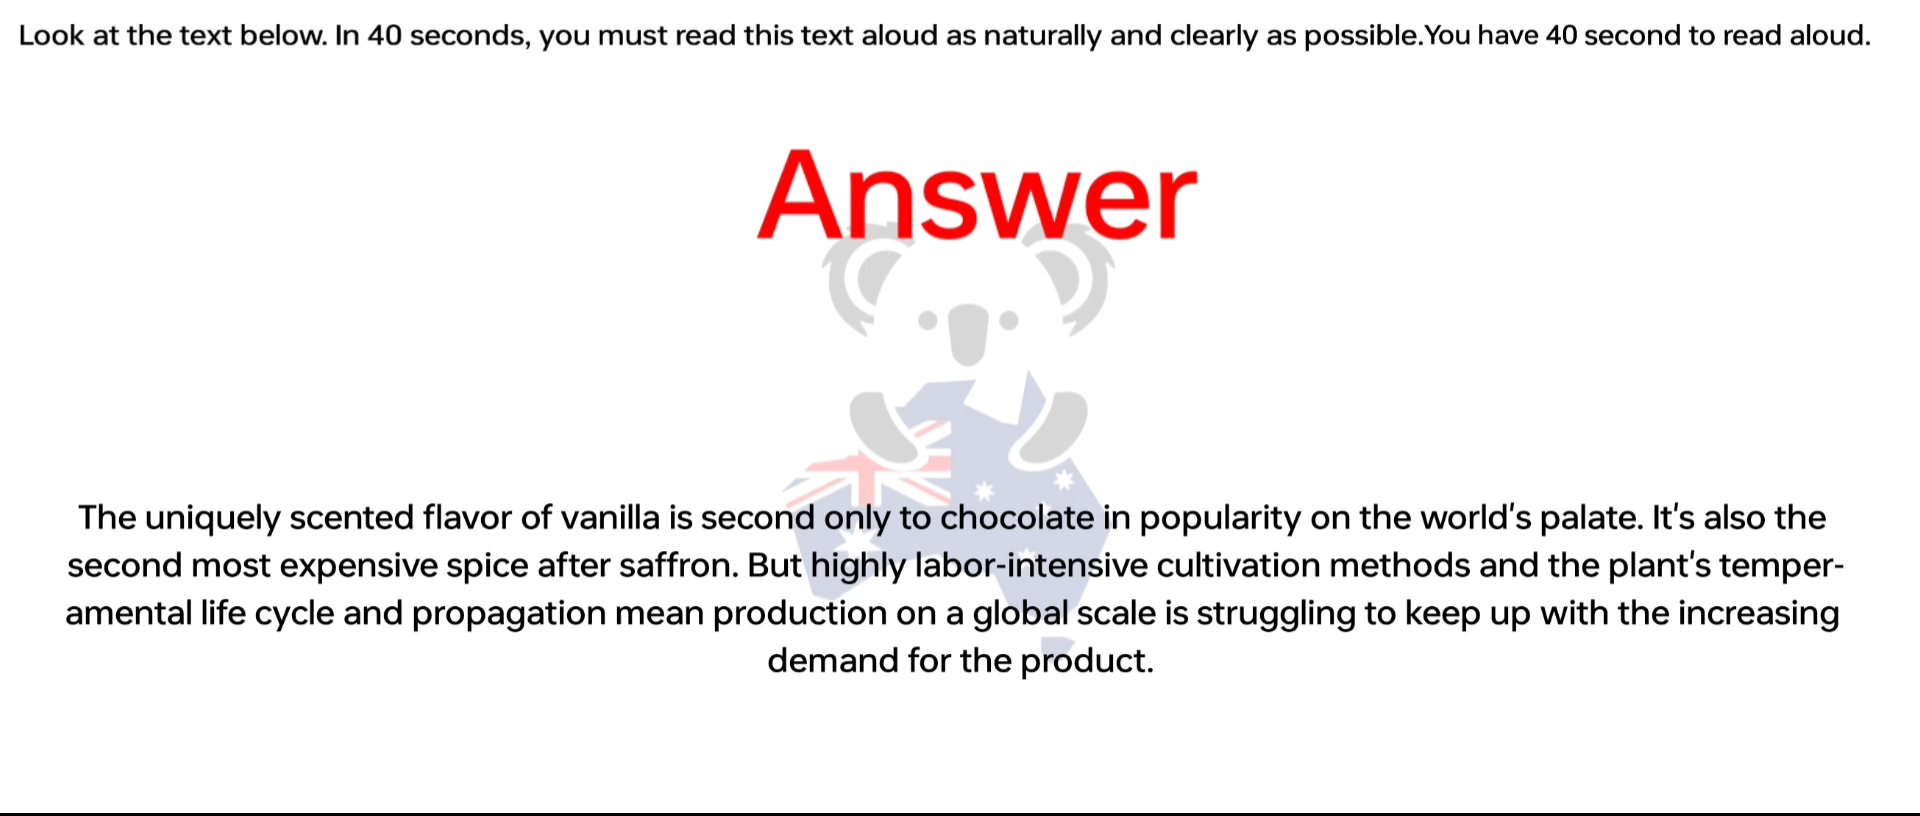 Look at the text below. In 40 seconds, you must read this text aloud as naturally and clearly as possible.You have 40 second to read aloud.
Answer
The uniquely scented flavor of vanilla is second only to chocolate in popularity on the world's palate. It's also the
second most expensive spice after saffron. But highly labor-intensive cultivation methods and the plant's temper-
amental life cycle and propagation mean production on a global scale is struggling to keep up with the increasing
demand for the product.